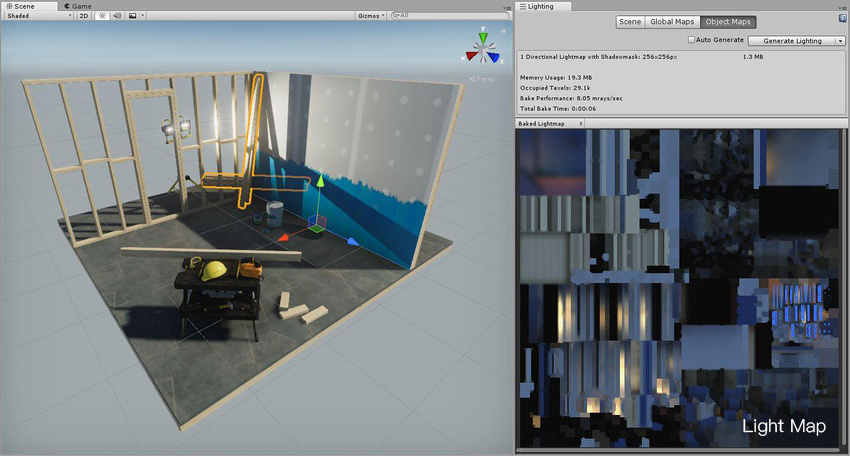 Scene
Game
Shaded
2D
Gizmos
All
y
x
z
Persp
Lighting
Scene
Global Maps
Object Maps
Auto Generate
Generate Lighting
1 Directional Lightmap with Shadowmask: 256x256px
1.3 MB
Memory Usage: 19.3 MB
Occupied Texels: 29.1k
Bake Performance: 8.05 mrays/sec
Total Bake Time: 0:00:06
Baked Lightmap
Light Map